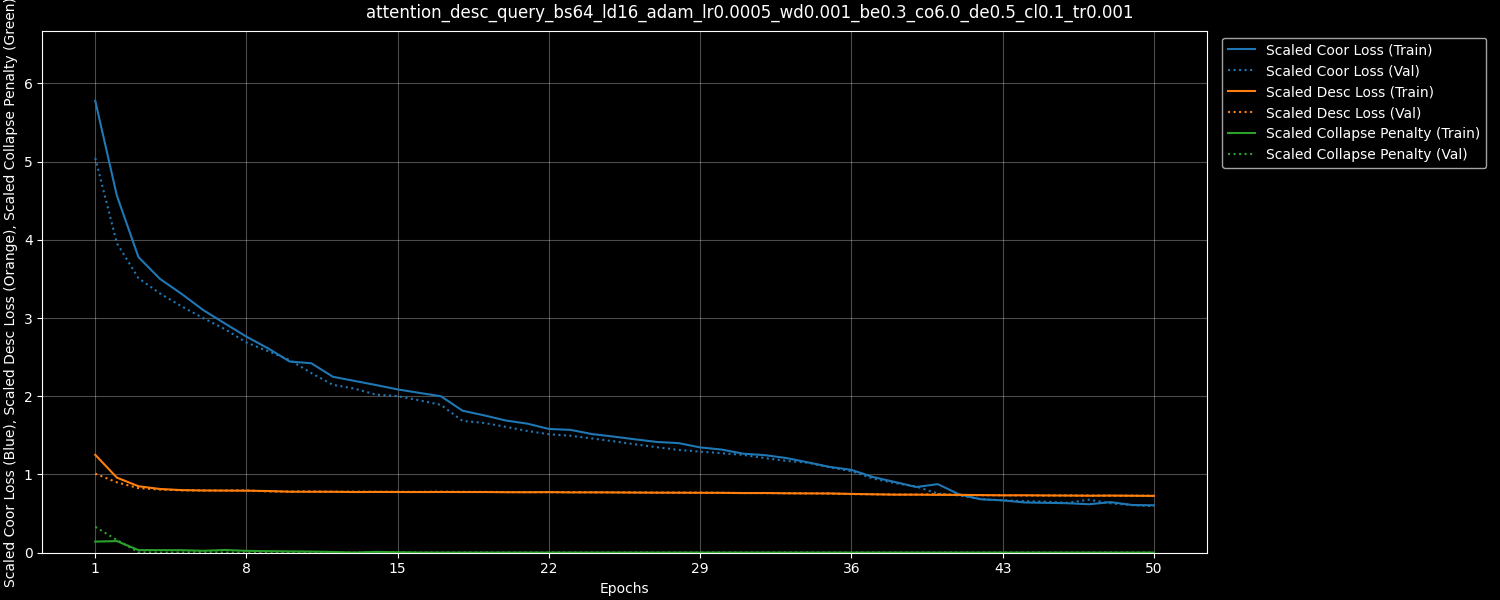 attention_desc_query_bs64_ld16_adam_lr0.0005_wd0.001_be0.3_co6.0_de0.5_cl0.1_tr0.001
Scaled Coor Loss (Blue), Scaled Desc Loss (Orange), Scaled Collapse Penalty (Green)
6
5
4
3
2
1
0
1 8 15 22 29 36 43 50
Epochs
Scaled Coor Loss (Train)
Scaled Coor Loss (Val)
Scaled Desc Loss (Train)
Scaled Desc Loss (Val)
Scaled Collapse Penalty (Train)
Scaled Collapse Penalty (Val)